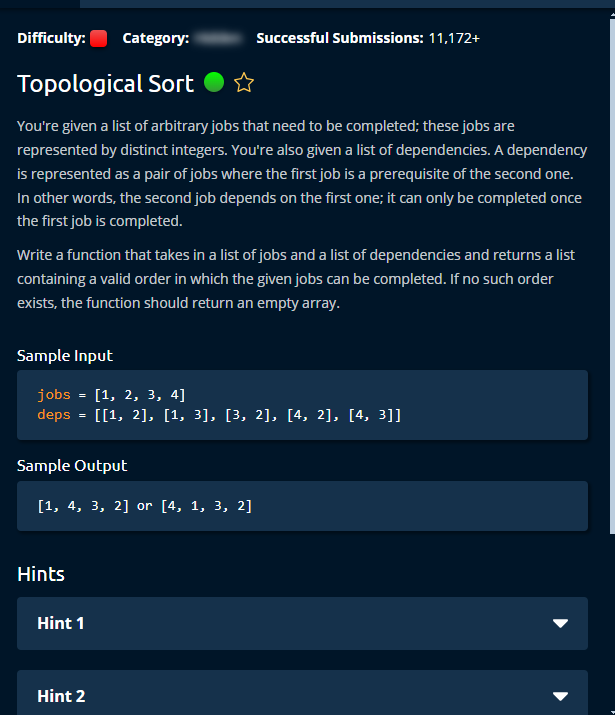 Difficulty: Category: Successful Submissions: 11,172+
Topological Sort
You're given a list of arbitrary jobs that need to be completed; these jobs are
represented by distinct integers. You're also given a list of dependencies. A dependency
is represented as a pair of jobs where the first job is a prerequisite of the second one.
In other words, the second job depends on the first one; it can only be completed once
the first job is completed.
Write a function that takes in a list of jobs and a list of dependencies and returns a list
containing a valid order in which the given jobs can be completed. If no such order
exists, the function should return an empty array.
Sample Input
jobs = [1, 2, 3, 4]
deps = [[1, 2], [1, 3], [3, 2], [4, 2], [4, 3]]
Sample Output
[1, 4, 3, 2] or [4, 1, 3, 2]
Hints
Hint 1
Hint 2